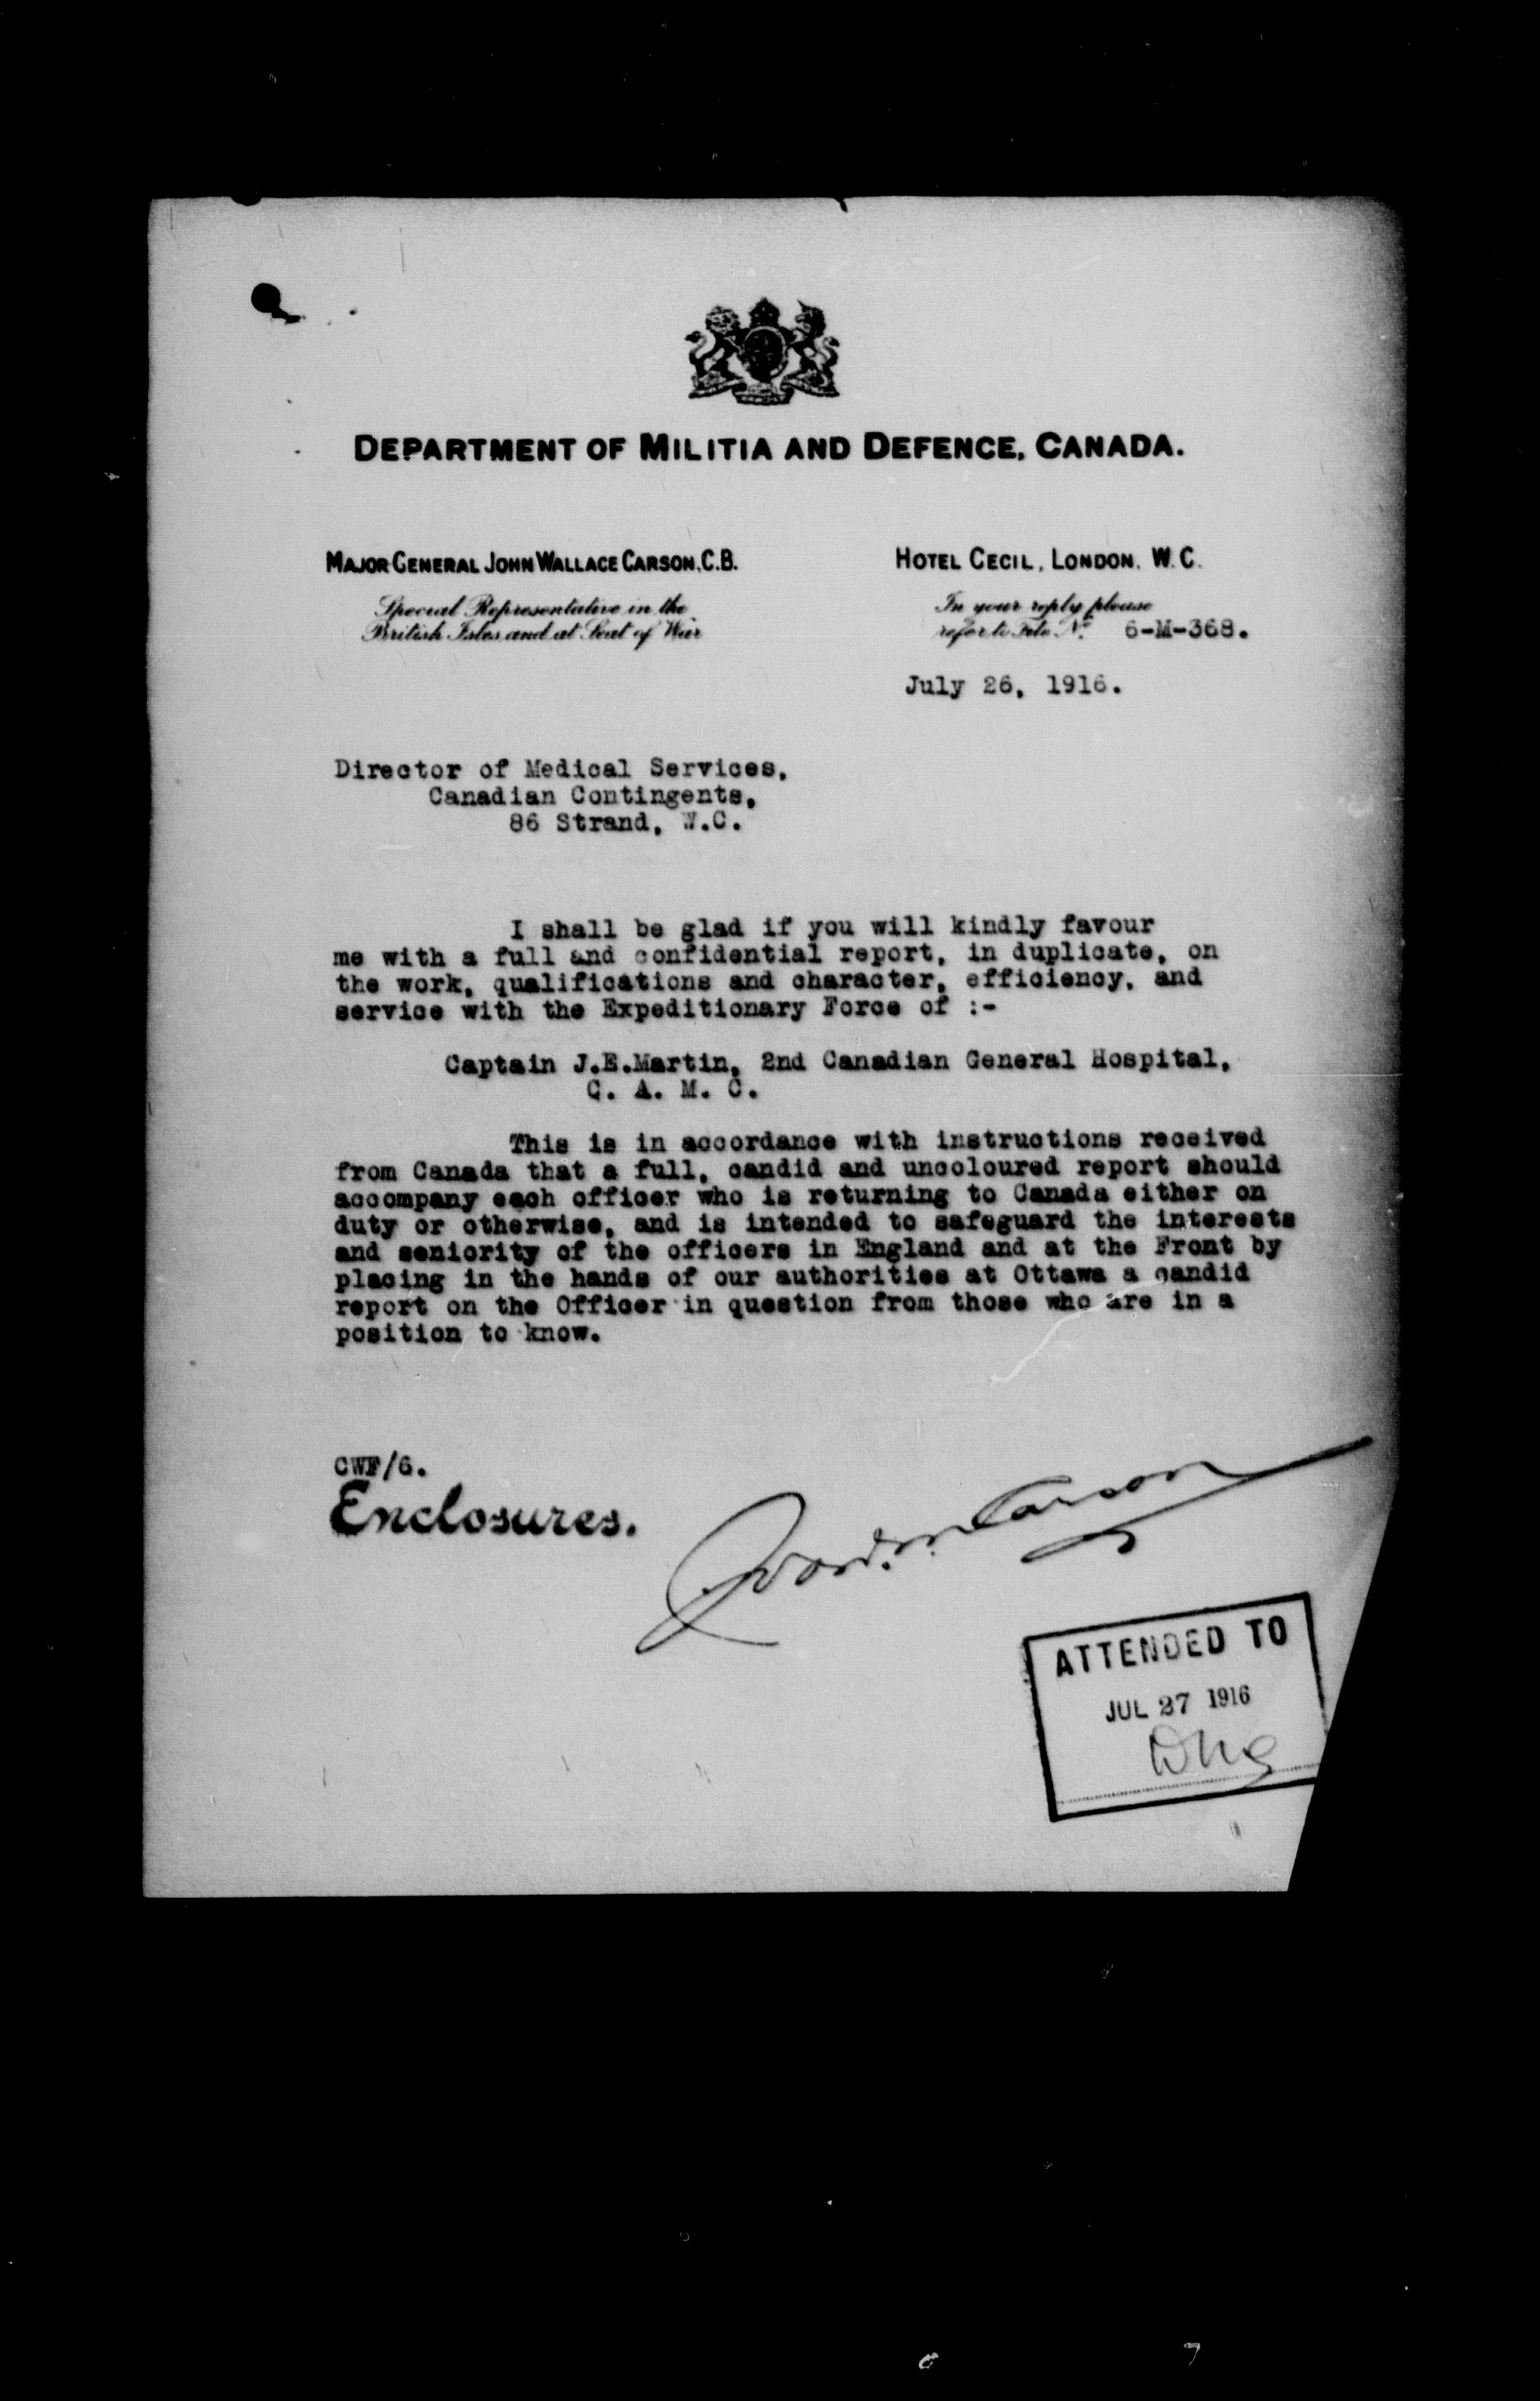 DEPARTMENT OF MILITIA AND DEFENCE, CANADA.
MAJOR GENERAL JOHN WALLACE CARSON, C.B.
Special Representative in the
British Isles and at Seat of War
HOTEL CECIL, LONDON. W.C.
In your reply please
refer to File No. 6-M-368.
July 26, 1916.
Director of Medical Services,
Canadian Contingents,
86 Strand, W.C.
I shall be glad if you will kindly favour
me with a full and confidential report, in duplicate, on
the work, qualifications and character, efficiency, and
service with the Expeditionary Force of :-
Captain J.E.Martin, 2nd Canadian General Hospital,
C. A. M. C.
This is in accordance with instructions received
from Canada that a full, candid and uncoloured report should
accompany each officer who is returning to Canada either on
duty or otherwise, and is intended to safeguard the interests
and seniority of the officers in England and at the Front by
placing in the hands of our authorities at Ottawa a candid
report on the Officer in question from those who are in a
position to know.
CWF/6.
Enclosures.
Carson
ATTENDED TO
JUL 27 1916